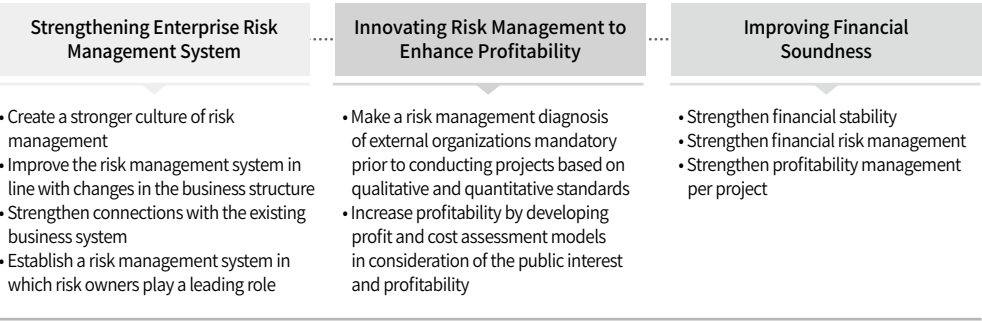 Strengthening Enterprise Risk
Management System
• Create a stronger culture of risk
management
• Improve the risk management system in
line with changes in the business structure
• Strengthen connections with the existing
business system
• Establish a risk management system in
which risk owners play a leading role
Innovating Risk Management to
Enhance Profitability
• Make a risk management diagnosis
of external organizations mandatory
prior to conducting projects based on
qualitative and quantitative standards
• Increase profitability by developing
profit and cost assessment models
in consideration of the public interest
and profitability
Improving Financial
Soundness
• Strengthen financial stability
• Strengthen financial risk management
• Strengthen profitability management
per project